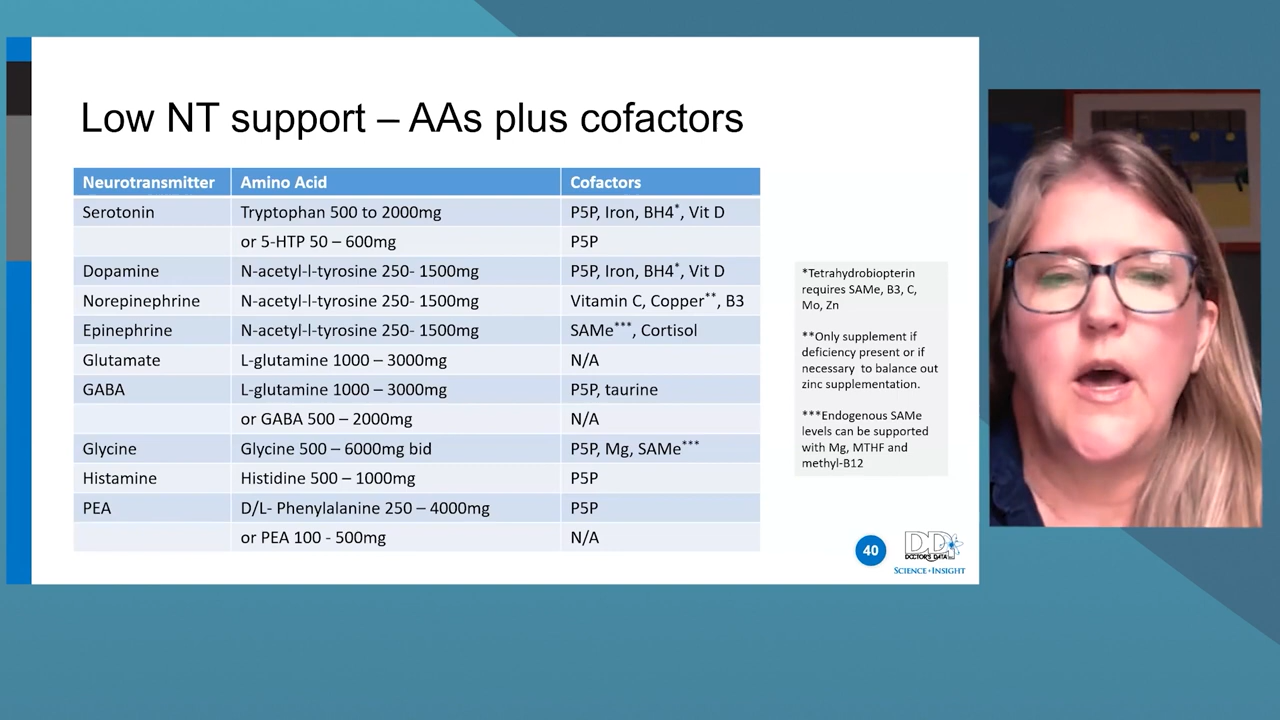 Low NT support – AAs plus cofactors
Neurotransmitter Amino Acid Cofactors
Serotonin Tryptophan 500 to 2000mg P5P, Iron, BH4*, Vit D
or 5-HTP 50 – 600mg P5P
Dopamine N-acetyl-l-tyrosine 250- 1500mg P5P, Iron, BH4*, Vit D
Norepinephrine N-acetyl-l-tyrosine 250- 1500mg Vitamin C, Copper**, B3
Epinephrine N-acetyl-l-tyrosine 250- 1500mg SAMe***, Cortisol
Glutamate L-glutamine 1000 – 3000mg N/A
GABA L-glutamine 1000 – 3000mg P5P, taurine
or GABA 500 – 2000mg N/A
Glycine Glycine 500 – 6000mg bid P5P, Mg, SAMe***
Histamine Histidine 500 – 1000mg P5P
PEA D/L- Phenylalanine 250 – 4000mg P5P
or PEA 100 - 500mg N/A
*Tetrahydrobiopterin
requires SAMe, B3, C,
Mo, Zn
**Only supplement if
deficiency present or if
necessary to balance out
zinc supplementation.
***Endogenous SAMe
levels can be supported
with Mg, MTHF and
methyl-B12
40
DDI
DOCTOR'S DATA
SCIENCE + INSIGHT